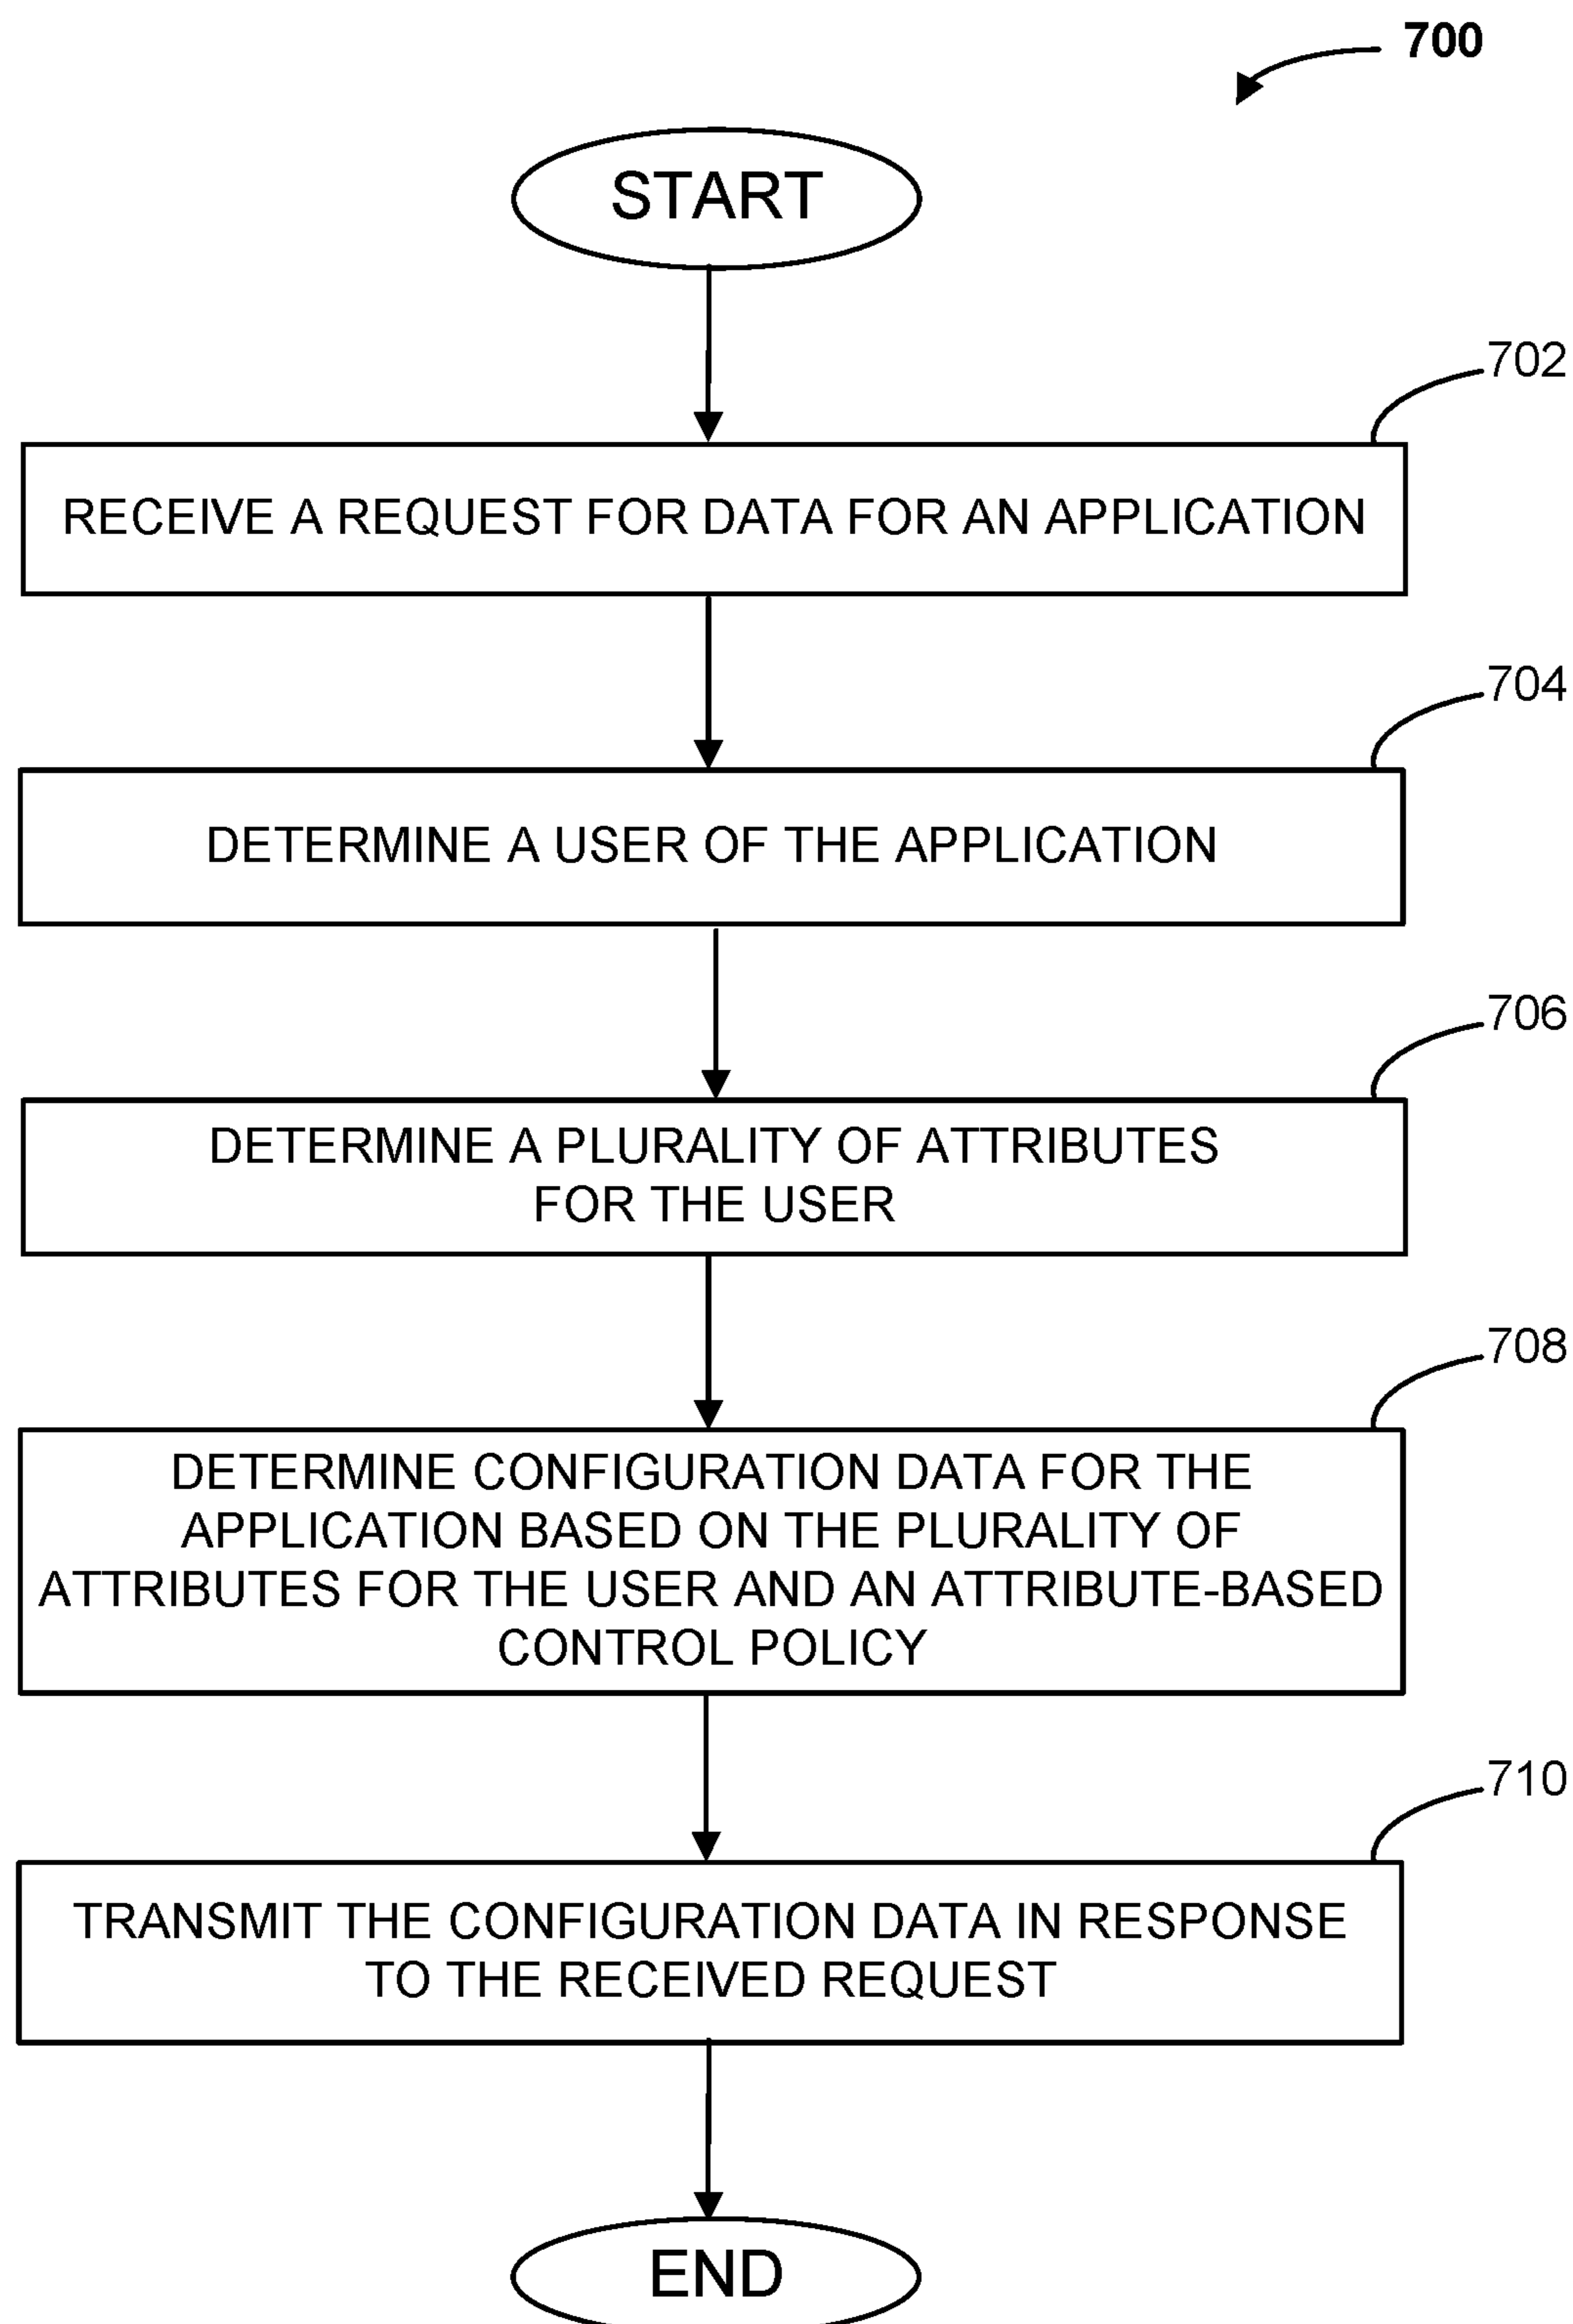 700
START
702
RECEIVE A REQUEST FOR DATA FOR AN APPLICATION
704
DETERMINE A USER OF THE APPLICATION
706
DETERMINE A PLURALITY OF ATTRIBUTES
FOR THE USER
708
DETERMINE CONFIGURATION DATA FOR THE
APPLICATION BASED ON THE PLURALITY OF
ATTRIBUTES FOR THE USER AND AN ATTRIBUTE-BASED
CONTROL POLICY
710
TRANSMIT THE CONFIGURATION DATA IN RESPONSE
TO THE RECEIVED REQUEST
END